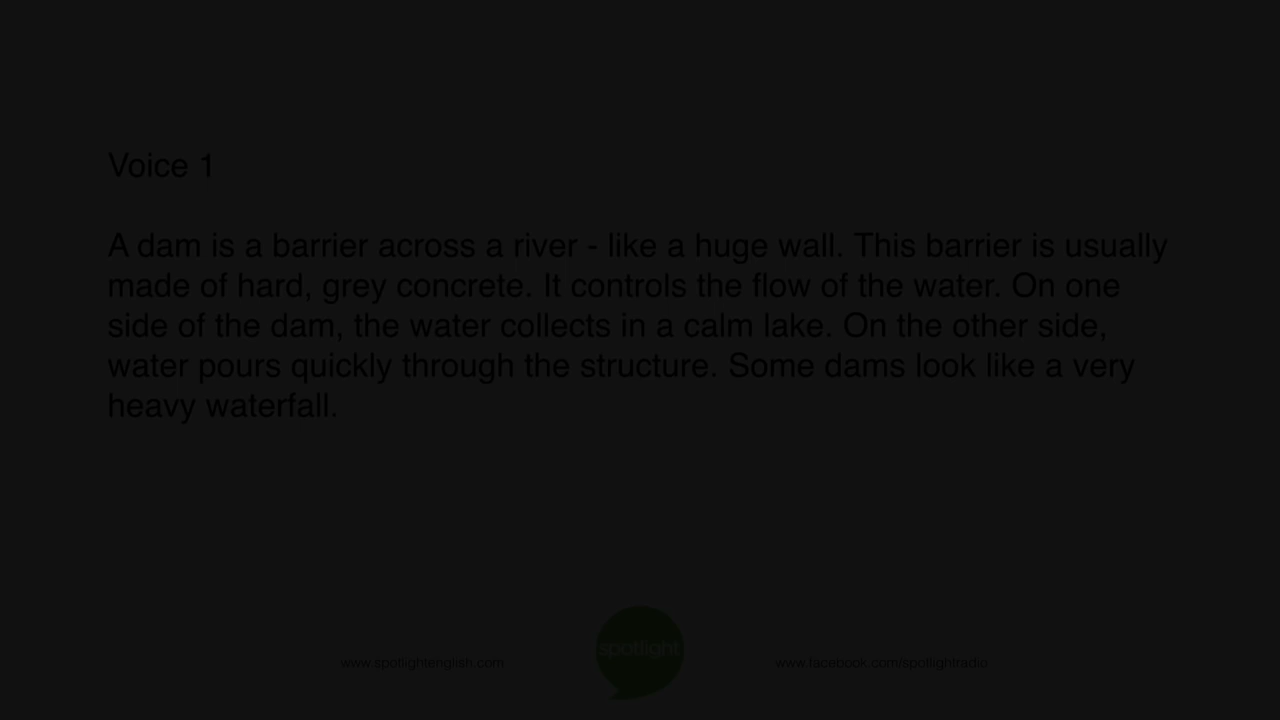 Voice 1
A dam is a barrier across a river - like a huge wall. This barrier is usually
made of hard, grey concrete. It controls the flow of the water. On one
side of the dam, the water collects in a calm lake. On the other side,
water pours quickly through the structure. Some dams look like a very
heavy waterfall.
spotlight
www.spotlightenglish.com
www.facebook.com/spotlightradio